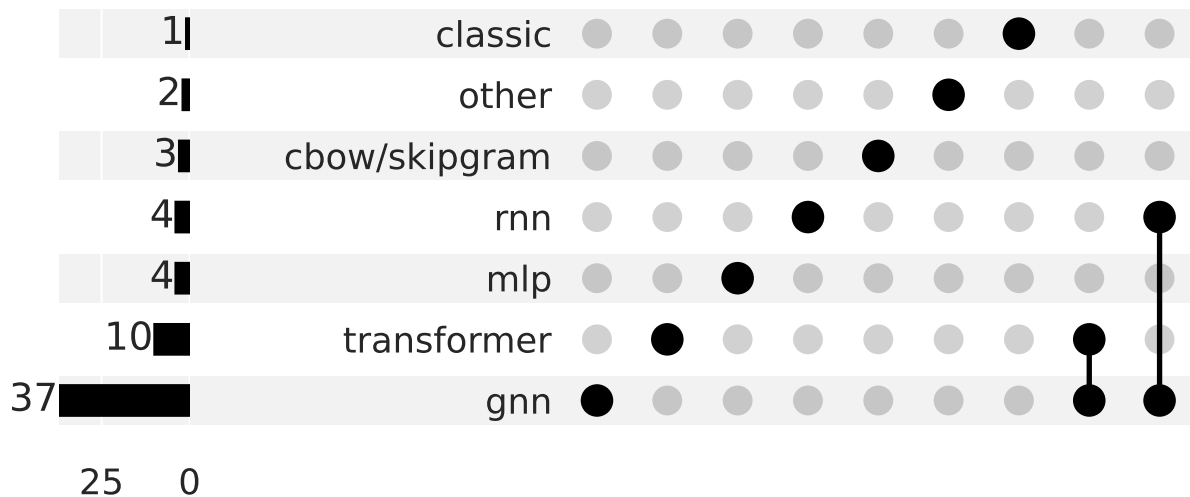 1 classic
2 other
3 cbow/skipgram
4 rnn
4 mlp
10 transformer
37 gnn
25 0